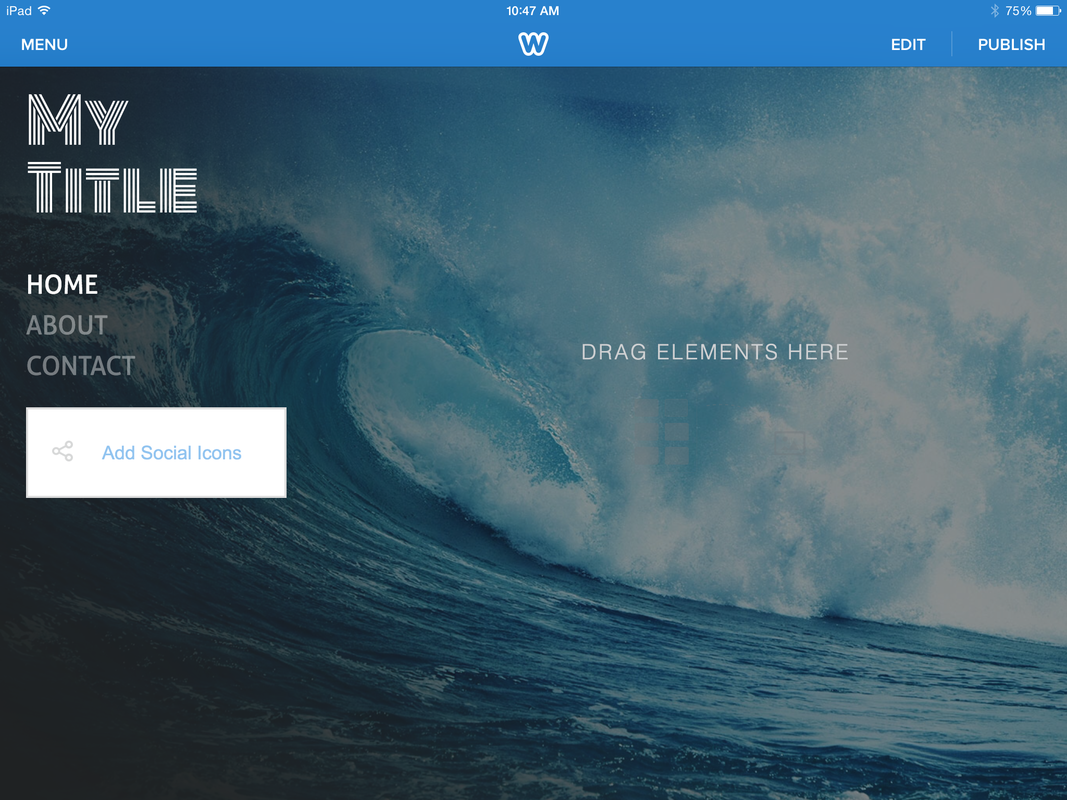 iPad 10:47 AM 75%
MENU EDIT PUBLISH
My
Title
HOME
ABOUT
CONTACT
DRAG ELEMENTS HERE
Add Social Icons